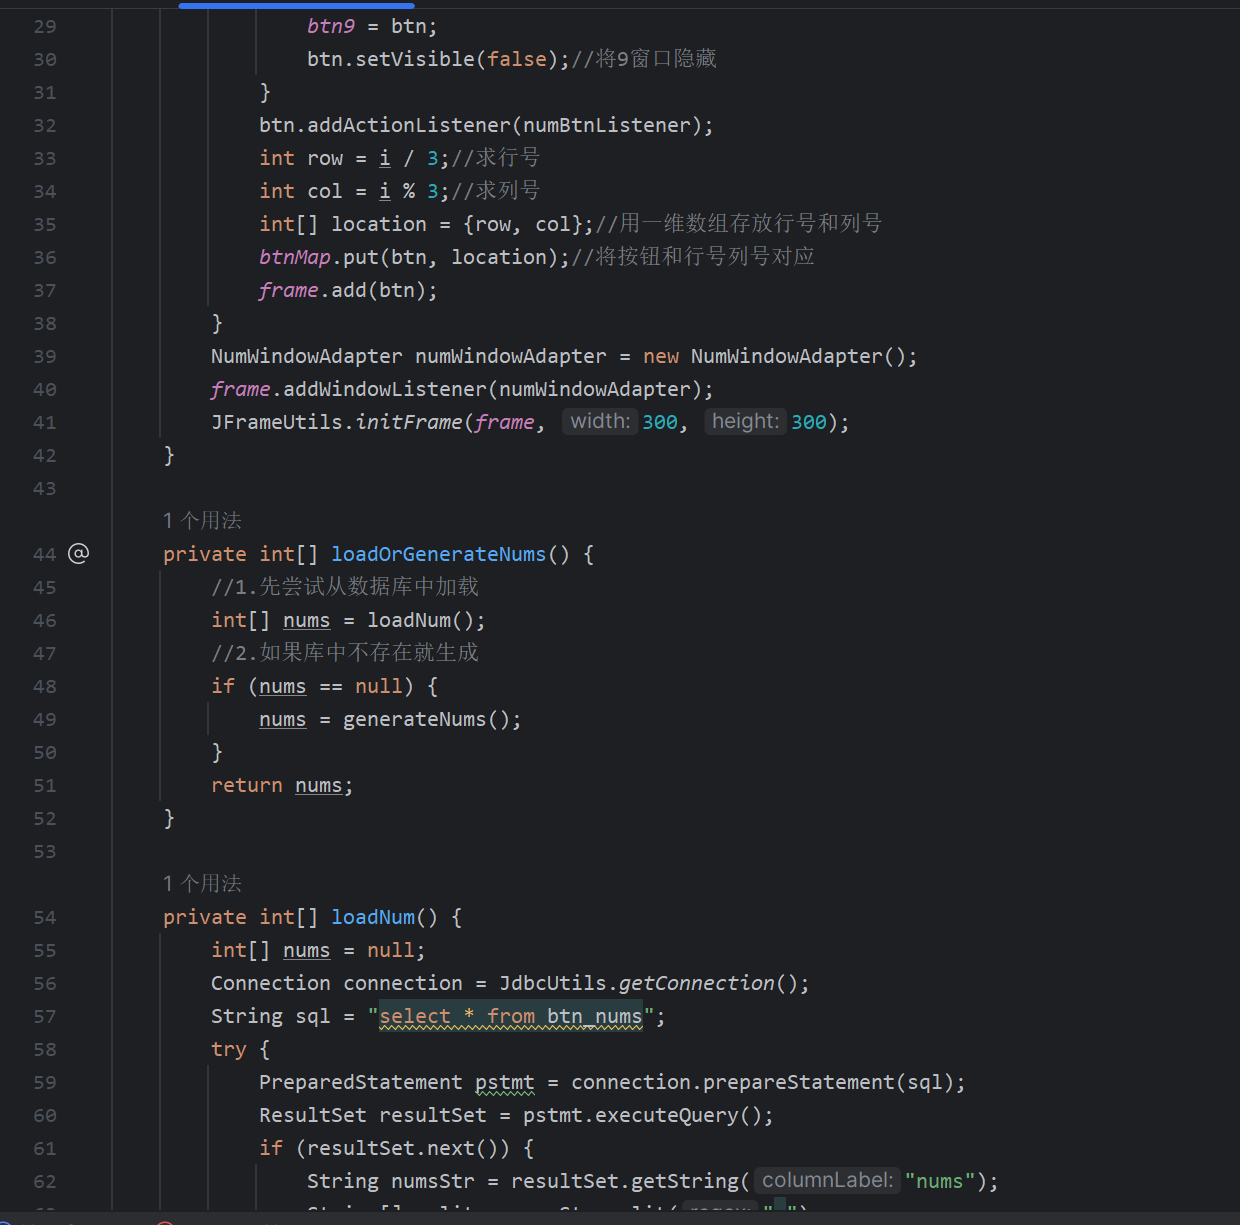 29 btn9 = btn;
30 btn.setVisible(false);//将9窗口隐藏
31 }
32 btn.addActionListener(numBtnListener);
33 int row = i / 3;//求行号
34 int col = i % 3;//求列号
35 int[] location = {row, col};//用一维数组存放行号和列号
36 btnMap.put(btn, location);//将按钮和行号列号对应
37 frame.add(btn);
38 }
39 NumWindowAdapter numWindowAdapter = new NumWindowAdapter();
40 frame.addWindowListener(numWindowAdapter);
41 JFrameUtils.initFrame(frame, width: 300, height: 300);
42 }
43
1 个用法
44 @ private int[] loadOrGenerateNums() {
45 //1.先尝试从数据库中加载
46 int[] nums = loadNum();
47 //2.如果库中不存在就生成
48 if (nums == null) {
49 nums = generateNums();
50 }
51 return nums;
52 }
53
1 个用法
54 private int[] loadNum() {
55 int[] nums = null;
56 Connection connection = JdbcUtils.getConnection();
57 String sql = "select * from btn_nums";
58 try {
59 PreparedStatement pstmt = connection.prepareStatement(sql);
60 ResultSet resultSet = pstmt.executeQuery();
61 if (resultSet.next()) {
62 String numsStr = resultSet.getString( columnLabel: "nums");